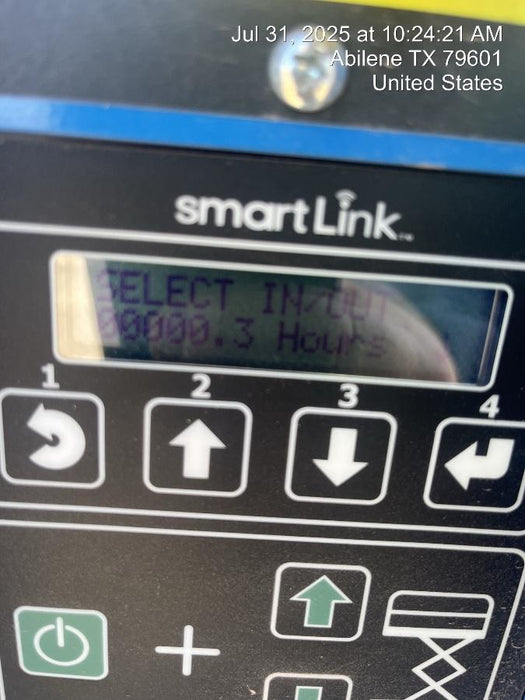 Jul 31, 2025 at 10:24:21 AM
Abilene TX 79601
United States
smartLink™
SELECT IN/OUT
00000.3 Hours
1 2 3 4